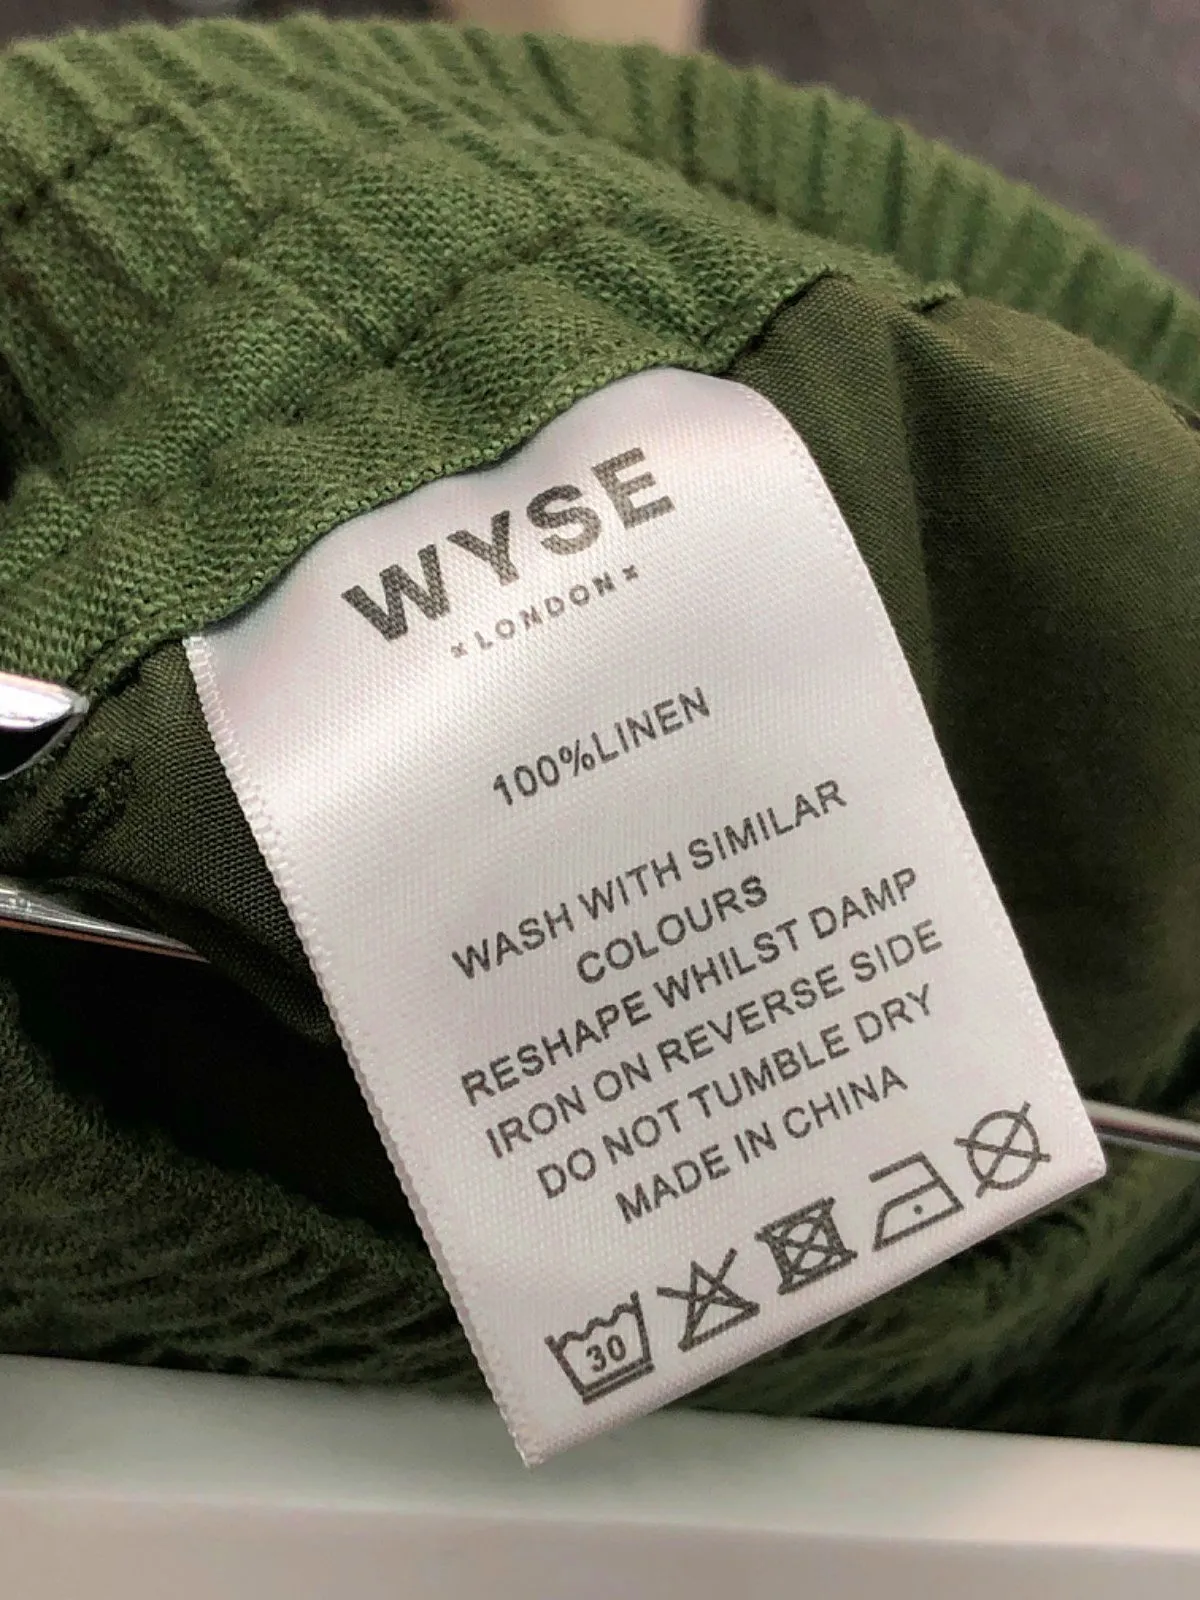 WYSE
×LONDON×
100%LINEN
WASH WITH SIMILAR
COLOURS
RESHAPE WHILST DAMP
IRON ON REVERSE SIDE
DO NOT TUMBLE DRY
MADE IN CHINA
30